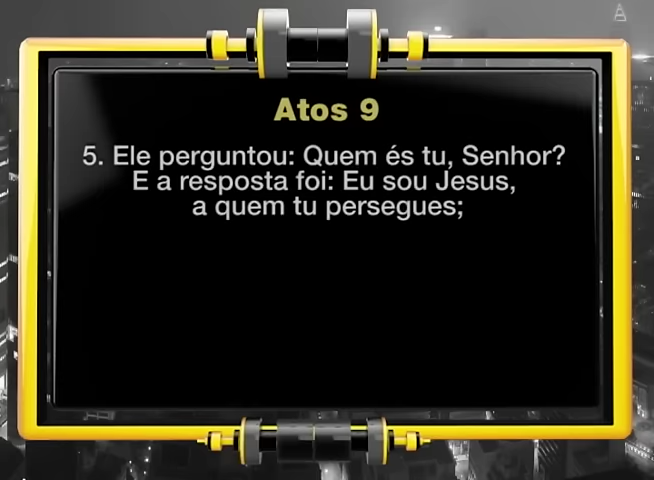 Atos 9
5. Ele perguntou: Quem és tu, Senhor?
E a resposta foi: Eu sou Jesus,
a quem tu persegues;